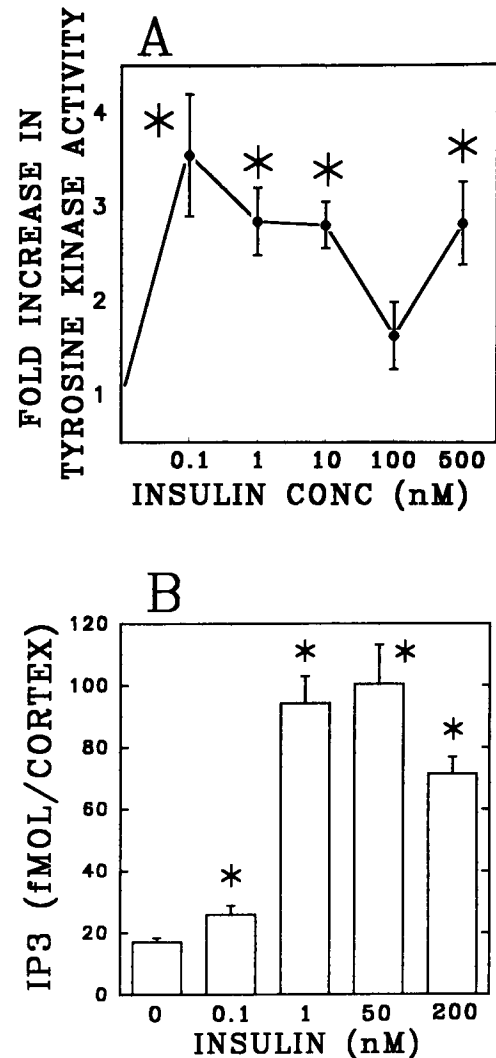 A
FOLD INCREASE IN
TYROSINE KINASE ACTIVITY
4
3
2
1
* * * *
0.1 1 10 100 500
INSULIN CONC (nM)
B
IP3 (fMOL/CORTEX)
120
100
80
60
40
20
0
* * * *
0 0.1 1 50 200
INSULIN (nM)